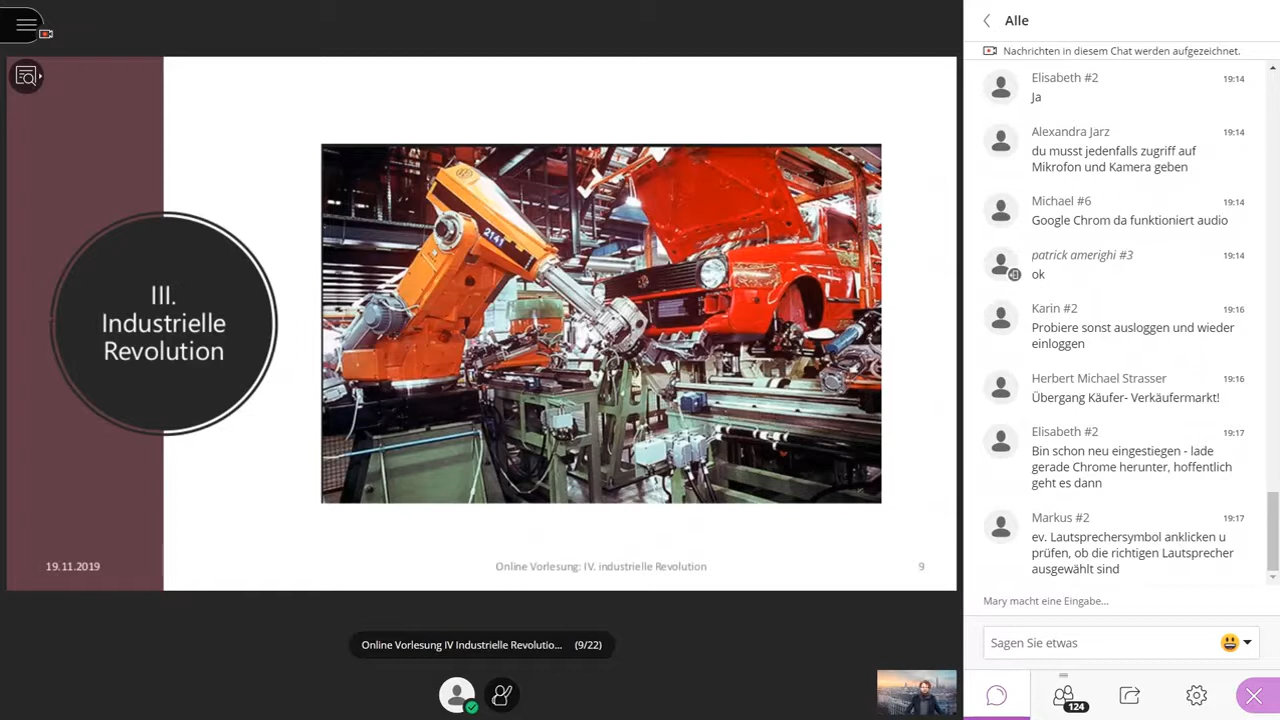 III.
Industrielle
Revolution
2141
19.11.2019
Online Vorlesung: IV. industrielle Revolution
9
Online Vorlesung IV Industrielle Revolutio...
(9/22)
Alle
Nachrichten in diesem Chat werden aufgezeichnet.
Elisabeth #2 19:14
Ja
Alexandra Jarz 19:14
du musst jedenfalls zugriff auf
Mikrofon und Kamera geben
Michael #6 19:14
Google Chrom da funktioniert audio
patrick amerighi #3 19:14
ok
Karin #2 19:16
Probiere sonst ausloggen und wieder
einloggen
Herbert Michael Strasser 19:16
Übergang Käufer- Verkäufermarkt!
Elisabeth #2 19:17
Bin schon neu eingestiegen - lade
gerade Chrome herunter, hoffentlich
geht es dann
Markus #2 19:17
ev. Lautsprechersymbol anklicken u
prüfen, ob die richtigen Lautsprecher
ausgewählt sind
Mary macht eine Eingabe...
Sagen Sie etwas
124